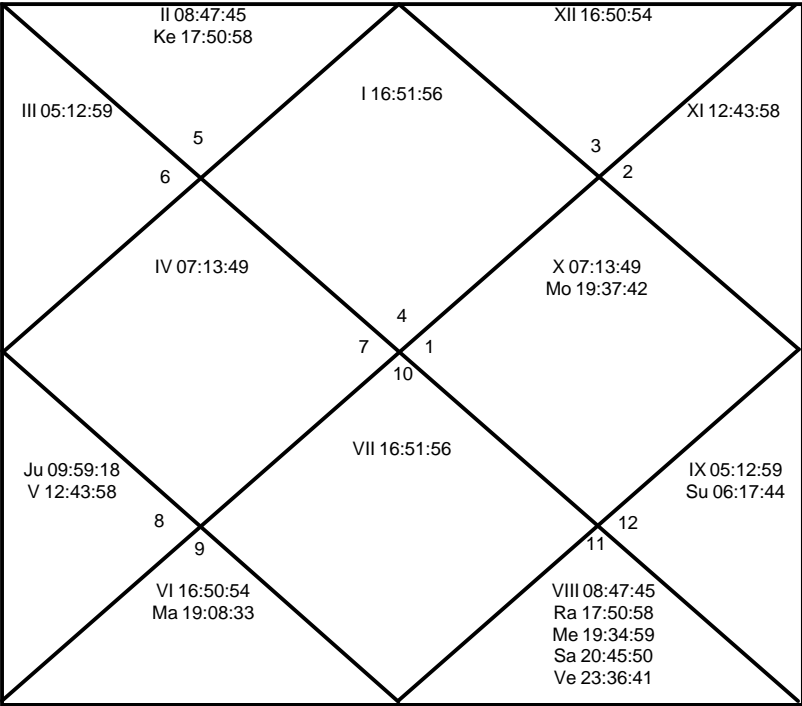 II 08:47:45
Ke 17:50:58
XII 16:50:54
I 16:51:56
III 05:12:59
XI 12:43:58
5
3
6
2
IV 07:13:49
X 07:13:49
Mo 19:37:42
4
7
1
10
VII 16:51:56
Ju 09:59:18
V 12:43:58
IX 05:12:59
Su 06:17:44
8
12
9
11
VI 16:50:54
Ma 19:08:33
VIII 08:47:45
Ra 17:50:58
Me 19:34:59
Sa 20:45:50
Ve 23:36:41